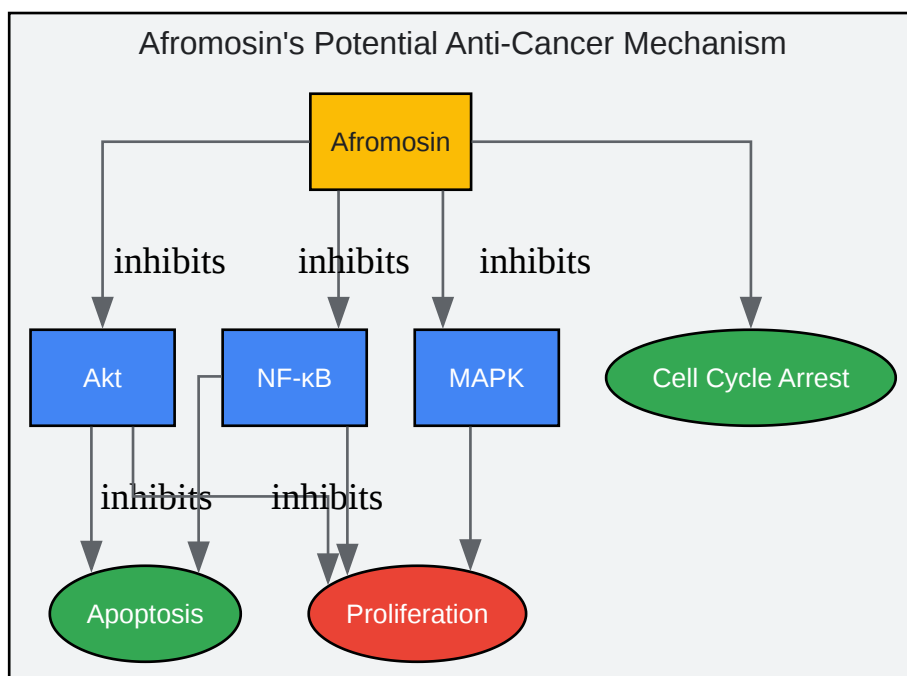 Afromosin's Potential Anti-Cancer Mechanism
Afromosin
inhibits
inhibits
inhibits
Akt
NF-κB
MAPK
Cell Cycle Arrest
inhibits
inhibits
Apoptosis
Proliferation